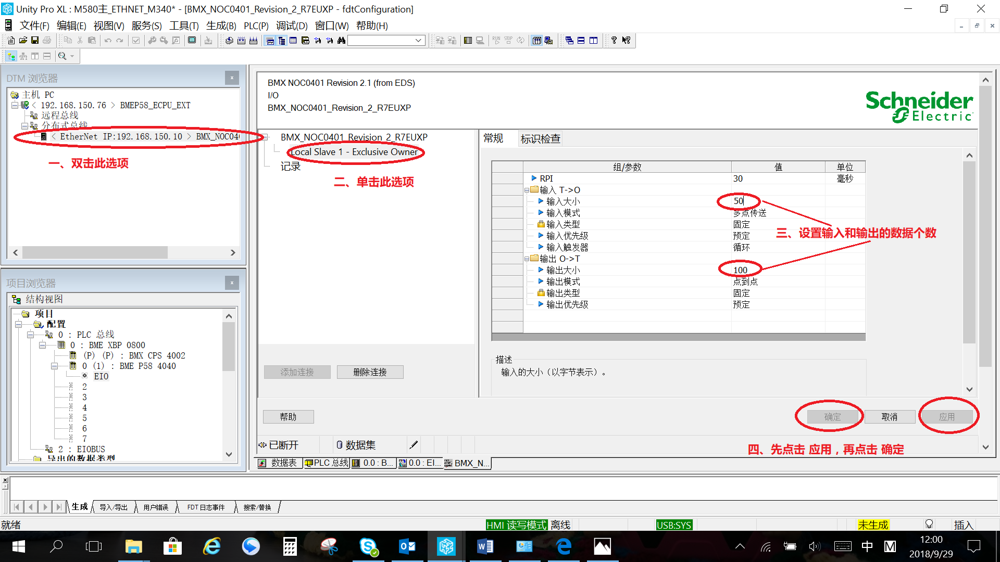 Unity Pro XL : M580主_ETHNET_M340* - [BMX_NOC0401_Revision_2_R7EUXP - fdtConfiguration]
文件(F) 编辑(E) 视图(V) 服务(S) 工具(T) 生成(B) PLC(P) 调试(D) 窗口(W) 帮助(H)
RUN STOP
DTM 浏览器
主机 PC
< 192.168.150.76 > BMEP58_ECPU_EXT
远程总线
分布式总线
< EtherNet IP:192.168.150.10 > BMX_NOC04
一、双击此选项
项目浏览器
结构视图
项目
配置
0 : PLC 总线
0 : BME XBP 0800
(P) (P) : BMX CPS 4002
0 (1) : BME P58 4040
EIO
2
3
4
5
6
7
2 : EIOBUS
导出的数据类型
BMX NOC0401 Revision 2.1 (from EDS)
I/O
BMX_NOC0401_Revision_2_R7EUXP
Schneider
Electric
BMX_NOC0401_Revision_2_R7EUXP
Local Slave 1 - Exclusive Owner
记录
二、单击此选项
添加连接 删除连接
常规 标识检查
组/参数 值 单位
RPI 30 毫秒
输入 T->O
输入大小 50
输入模式 多点传送
输入类型 固定
输入优先级 预定
输入触发器 循环
输出 O->T
输出大小 100
输出模式 点到点
输出类型 固定
输出优先级 预定
三、设置输入和输出的数据个数
描述
输入的大小（以字节表示）。
帮助 确定 取消 应用
四、先点击 应用，再点击 确定
已断开 数据集
数据表 PLC 总线 0.0 : B... 0.0 : EI... BMX_N...
生成 导入/导出 用户错误 FDT 日志事件 搜索/替换
就绪 HMI 读写模式 离线 USB:SYS 未生成 插入
中 M 12:00
2018/9/29